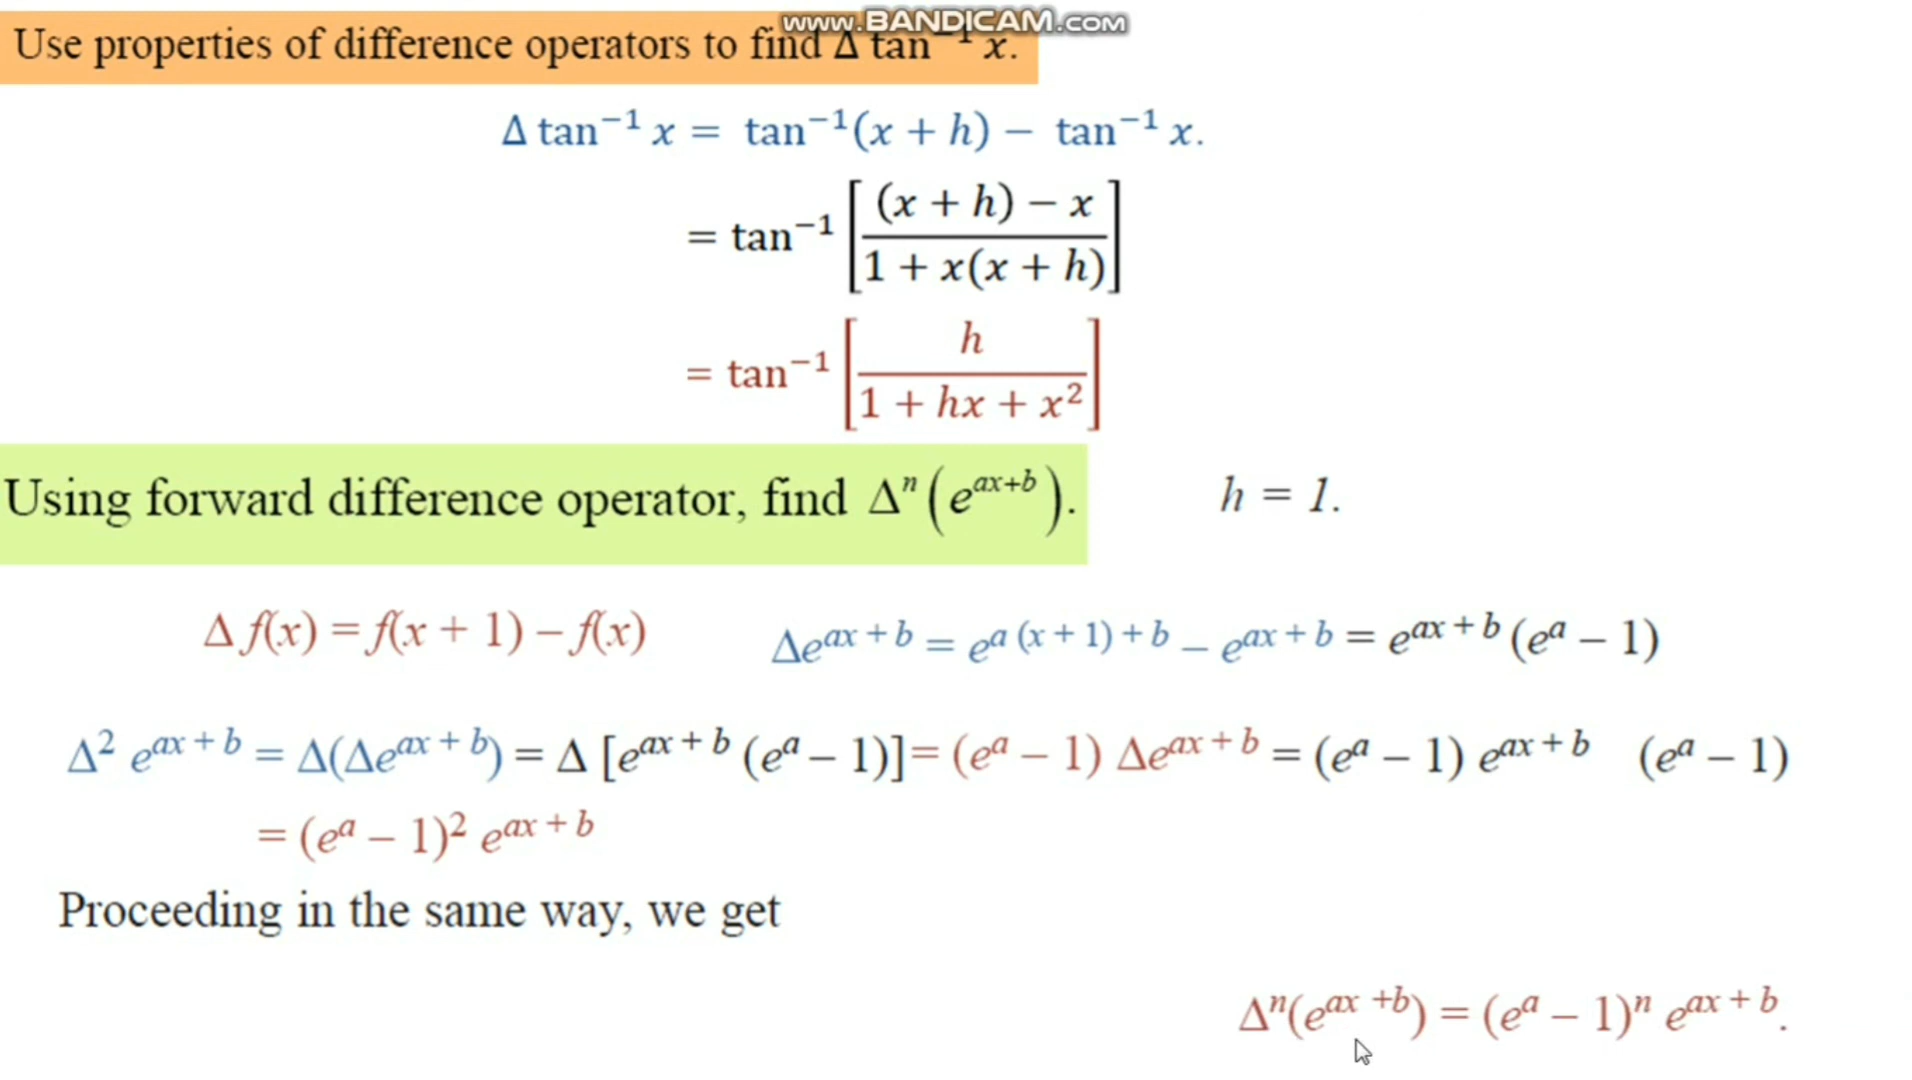 www.BANDICAM.com
Use properties of difference operators to find Δ tan⁻¹ x.
Δ tan⁻¹ x = tan⁻¹(x + h) − tan⁻¹ x.
= tan⁻¹ [((x + h) − x)/(1 + x(x + h))]
= tan⁻¹ [h/(1 + hx + x²)]
Using forward difference operator, find Δⁿ(e^(ax+b)). h = 1.
Δ f(x) = f(x + 1) – f(x) Δe^(ax + b) = e^(a (x + 1) + b) – e^(ax + b) = e^(ax + b) (e^a – 1)
Δ² e^(ax + b) = Δ(Δe^(ax + b)) = Δ [e^(ax + b) (e^a – 1)] = (e^a – 1) Δe^(ax + b) = (e^a – 1) e^(ax + b) (e^a – 1)
= (e^a – 1)² e^(ax + b)
Proceeding in the same way, we get
Δⁿ(e^(ax +b)) = (e^a – 1)ⁿ e^(ax + b).